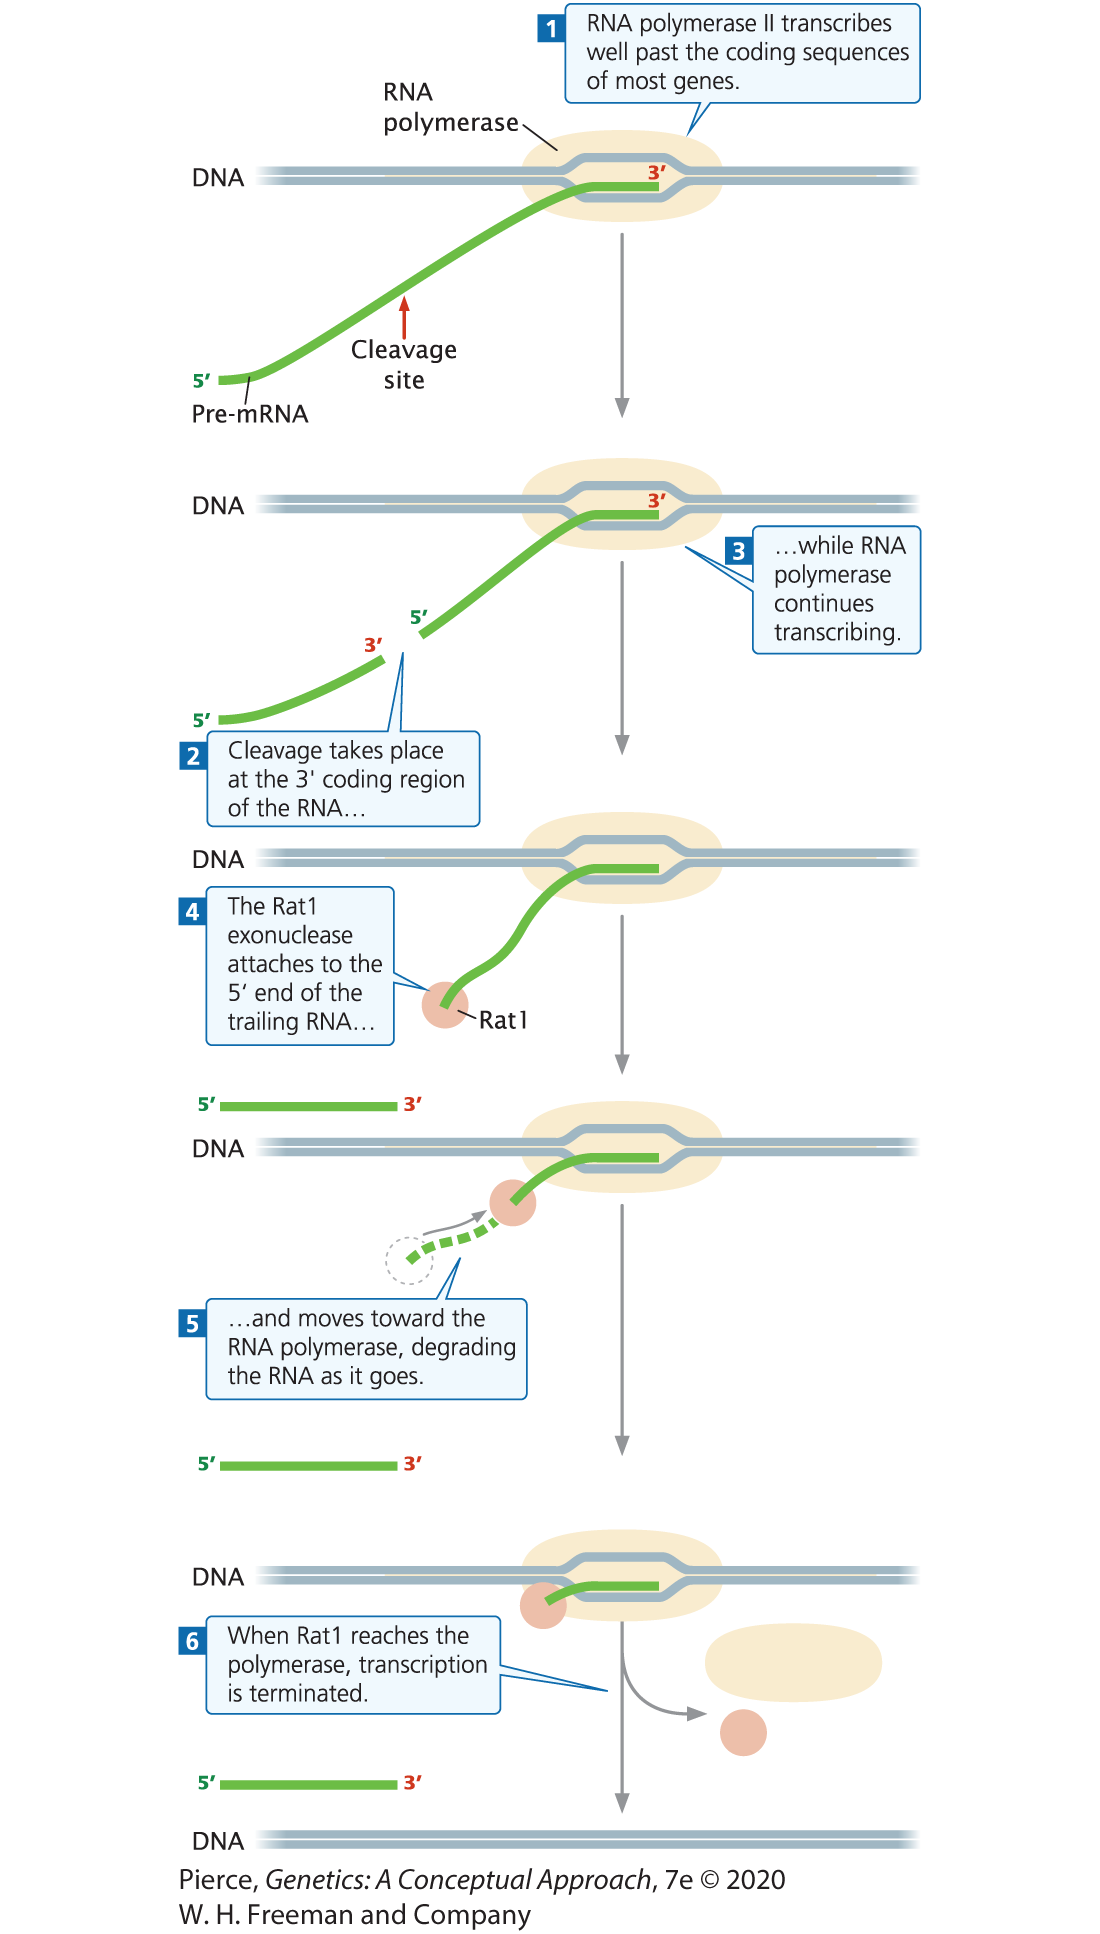 1
RNA polymerase II transcribes
well past the coding sequences
of most genes.
RNA
polymerase
DNA
3′
Cleavage
site
5′
Pre-mRNA
DNA
3′
3
…while RNA
polymerase
continues
transcribing.
5′
3′
5′
2
Cleavage takes place
at the 3' coding region
of the RNA…
DNA
4
The Rat1
exonuclease
attaches to the
5′ end of the
trailing RNA…
Rat1
5′ 3′
DNA
5
…and moves toward the
RNA polymerase, degrading
the RNA as it goes.
5′ 3′
DNA
6
When Rat1 reaches the
polymerase, transcription
is terminated.
5′ 3′
DNA
Pierce, Genetics: A Conceptual Approach, 7e © 2020
W. H. Freeman and Company